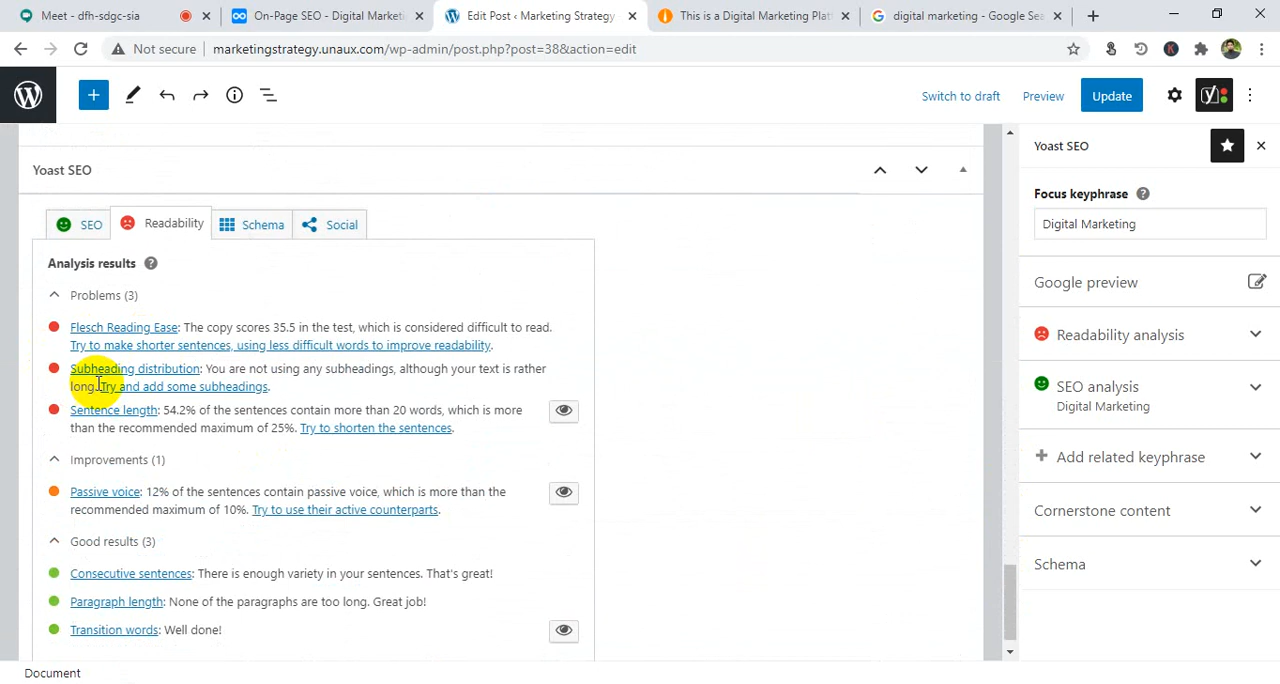 Meet - dfh-sdgc-sia
On-Page SEO - Digital Marketi
Edit Post ‹ Marketing Strategy
This is a Digital Marketing Plat
digital marketing - Google Sea
Not secure
marketingstrategy.unaux.com/wp-admin/post.php?post=38&action=edit
Switch to draft
Preview
Update
Yoast SEO
SEO
Readability
Schema
Social
Analysis results
Problems (3)
Flesch Reading Ease: The copy scores 35.5 in the test, which is considered difficult to read.
Try to make shorter sentences, using less difficult words to improve readability.
Subheading distribution: You are not using any subheadings, although your text is rather
long. Try and add some subheadings.
Sentence length: 54.2% of the sentences contain more than 20 words, which is more
than the recommended maximum of 25%. Try to shorten the sentences.
Improvements (1)
Passive voice: 12% of the sentences contain passive voice, which is more than the
recommended maximum of 10%. Try to use their active counterparts.
Good results (3)
Consecutive sentences: There is enough variety in your sentences. That's great!
Paragraph length: None of the paragraphs are too long. Great job!
Transition words: Well done!
Yoast SEO
Focus keyphrase
Digital Marketing
Google preview
Readability analysis
SEO analysis
Digital Marketing
Add related keyphrase
Cornerstone content
Schema
Document